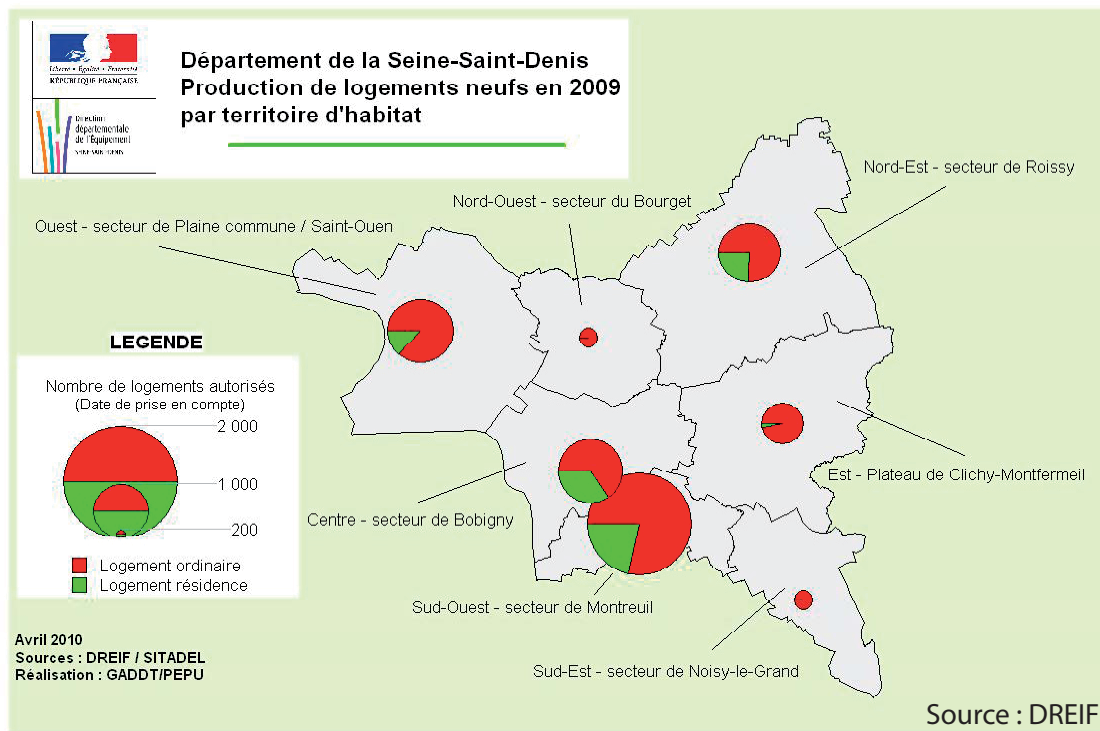 Liberté • Égalité • Fraternité
RÉPUBLIQUE FRANÇAISE
Direction
départementale
de l'Équipement
SEINE-SAINT-DENIS
Département de la Seine-Saint-Denis
Production de logements neufs en 2009
par territoire d'habitat
Nord-Est - secteur de Roissy
Nord-Ouest - secteur du Bourget
Ouest - secteur de Plaine commune / Saint-Ouen
LEGENDE
Nombre de logements autorisés
(Date de prise en compte)
2 000
1 000
200
Logement ordinaire
Logement résidence
Est - Plateau de Clichy-Montfermeil
Centre - secteur de Bobigny
Sud-Ouest - secteur de Montreuil
Sud-Est - secteur de Noisy-le-Grand
Avril 2010
Sources : DREIF / SITADEL
Réalisation : GADDT/PEPU
Source : DREIF